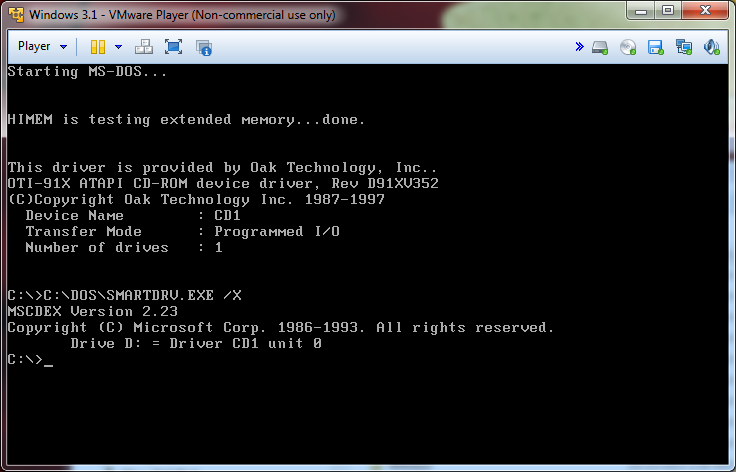 Windows 3.1 - VMware Player (Non-commercial use only)
Player
Starting MS-DOS...
HIMEM is testing extended memory...done.
This driver is provided by Oak Technology, Inc..
OTI-91X ATAPI CD-ROM device driver, Rev D91XV352
(C)Copyright Oak Technology Inc. 1987-1997
Device Name : CD1
Transfer Mode : Programmed I/O
Number of drives : 1
C:\>C:\DOS\SMARTDRV.EXE /X
MSCDEX Version 2.23
Copyright (C) Microsoft Corp. 1986-1993. All rights reserved.
Drive D: = Driver CD1 unit 0
C:\>_